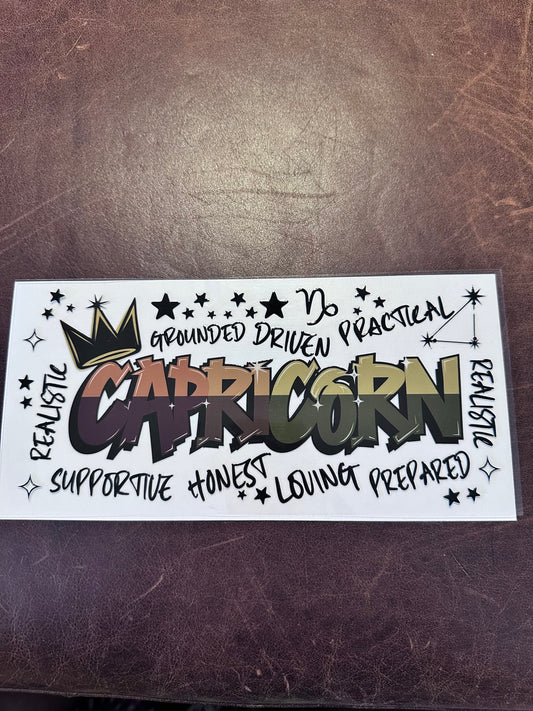 GROUNDED DRIVEN PRACTICAL
REALISTIC
CAPRICORN
REALISTIC
SUPPORTIVE HONEST LOVING PREPARED